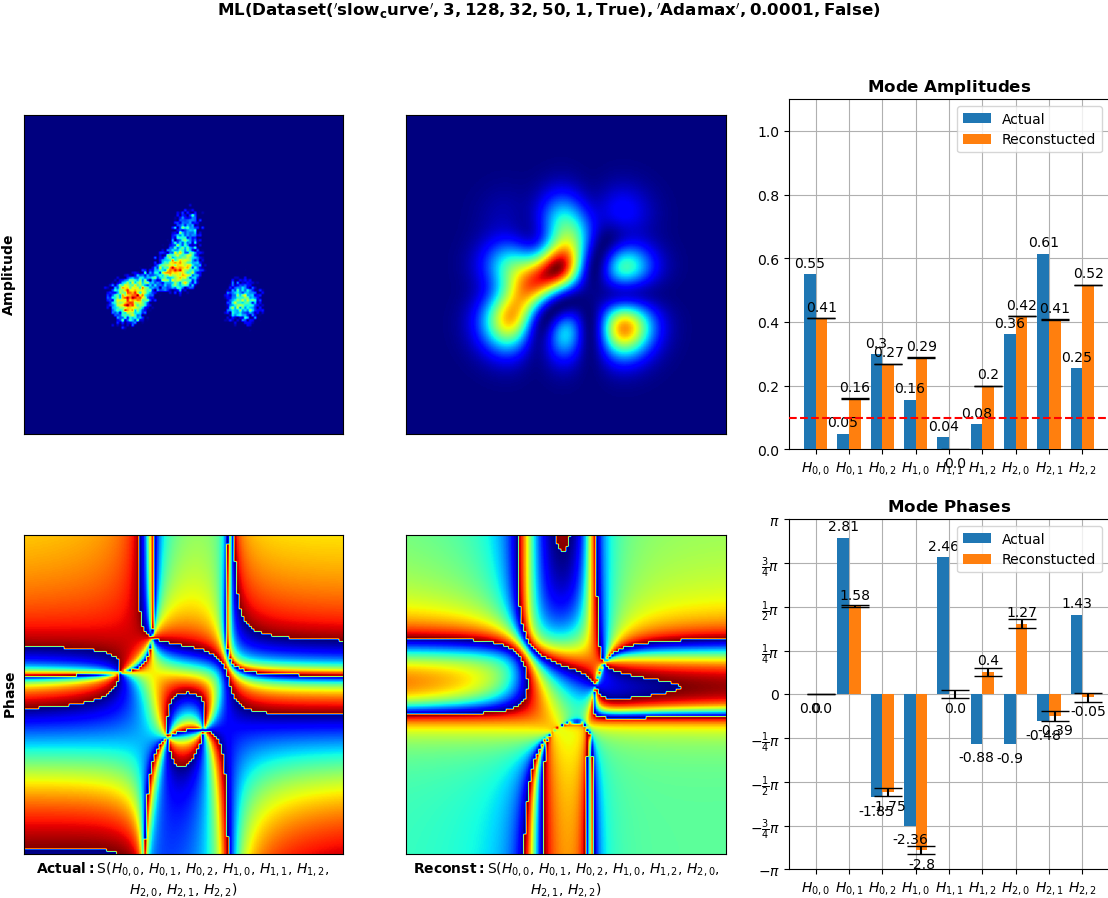 ML(Dataset('slow_curve', 3, 128, 32, 50, 1, True), 'Adamax', 0.0001, False)
Amplitude
Mode Amplitudes
Actual
Reconstucted
1.0
0.8
0.6
0.4
0.2
0.0
0.55
0.41
0.05
0.16
0.3
0.27
0.16
0.29
0.04
0.0
0.08
0.2
0.36
0.42
0.61
0.41
0.25
0.52
H0,0 H0,1 H0,2 H1,0 H1,1 H1,2 H2,0 H2,1 H2,2
Phase
Mode Phases
Actual
Reconstucted
π
3/4π
1/2π
1/4π
0
−1/4π
−1/2π
−3/4π
−π
0.0
0.0
2.81
1.58
-1.85
-1.75
-2.36
-2.8
2.46
0.0
-0.88
0.4
-0.9
1.27
-0.48
-0.39
1.43
-0.05
H0,0 H0,1 H0,2 H1,0 H1,1 H1,2 H2,0 H2,1 H2,2
Actual: S(H0,0, H0,1, H0,2, H1,0, H1,1, H1,2,
H2,0, H2,1, H2,2)
Reconst: S(H0,0, H0,1, H0,2, H1,0, H1,2, H2,0,
H2,1, H2,2)